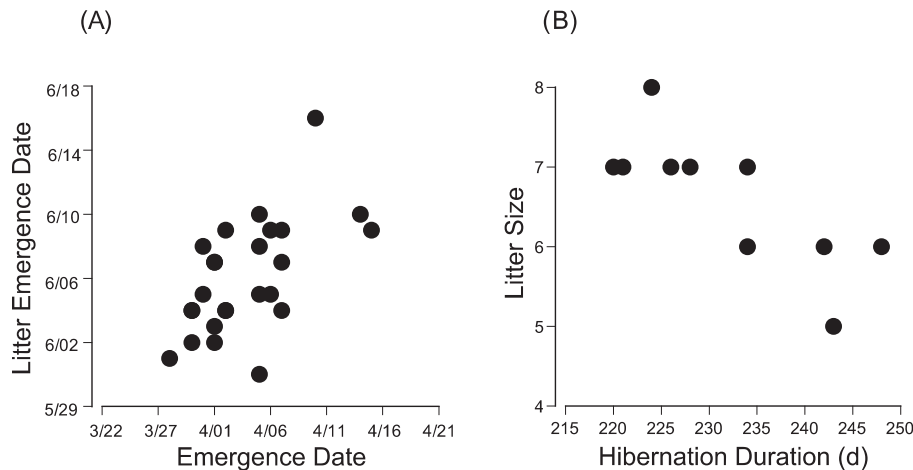 (A)
6/18
6/14
6/10
6/06
6/02
5/29
Litter Emergence Date
3/22 3/27 4/01 4/06 4/11 4/16 4/21
Emergence Date
(B)
8
7
6
5
4
Litter Size
215 220 225 230 235 240 245 250
Hibernation Duration (d)